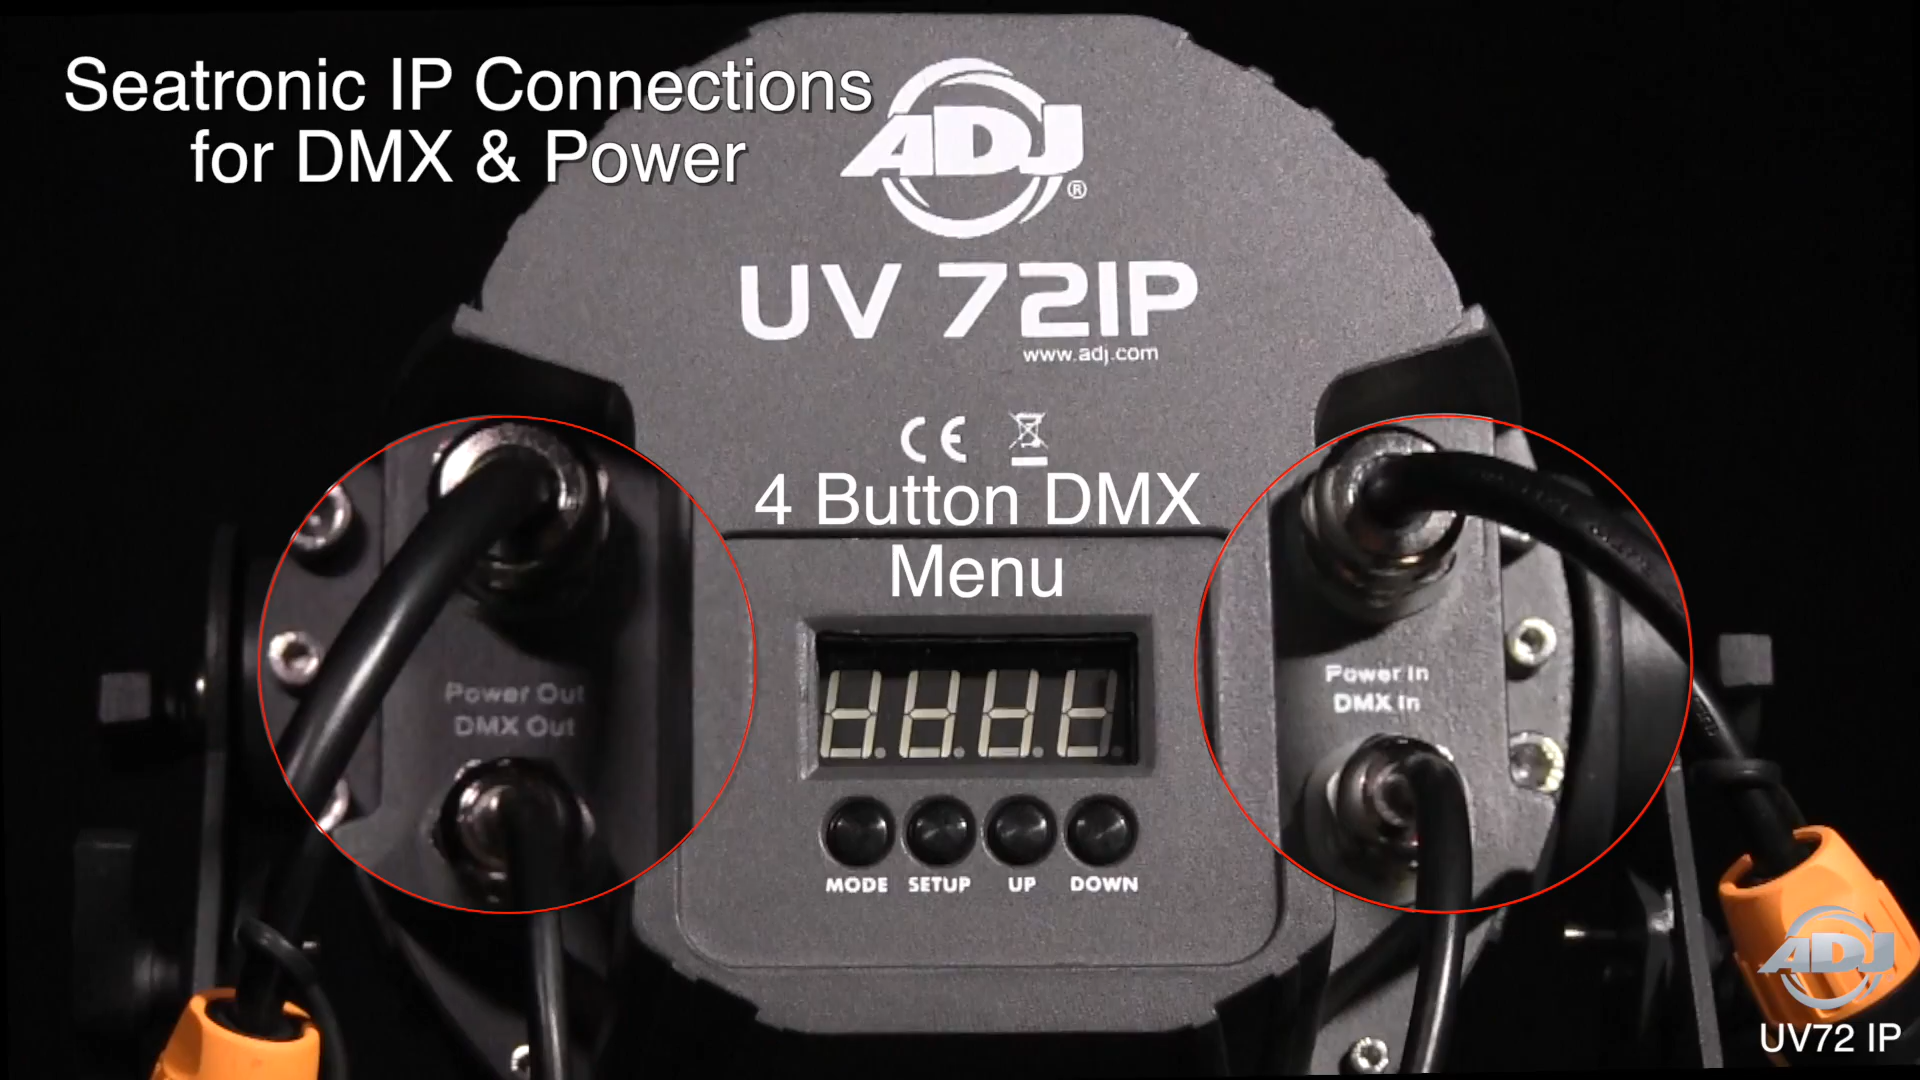 Seatronic IP Connections
for DMX & Power
ADJ
®
UV 72IP
www.adj.com
CE
4 Button DMX
Menu
Power Out
DMX Out
Power In
DMX In
MODE SETUP UP DOWN
ADJ
UV72 IP